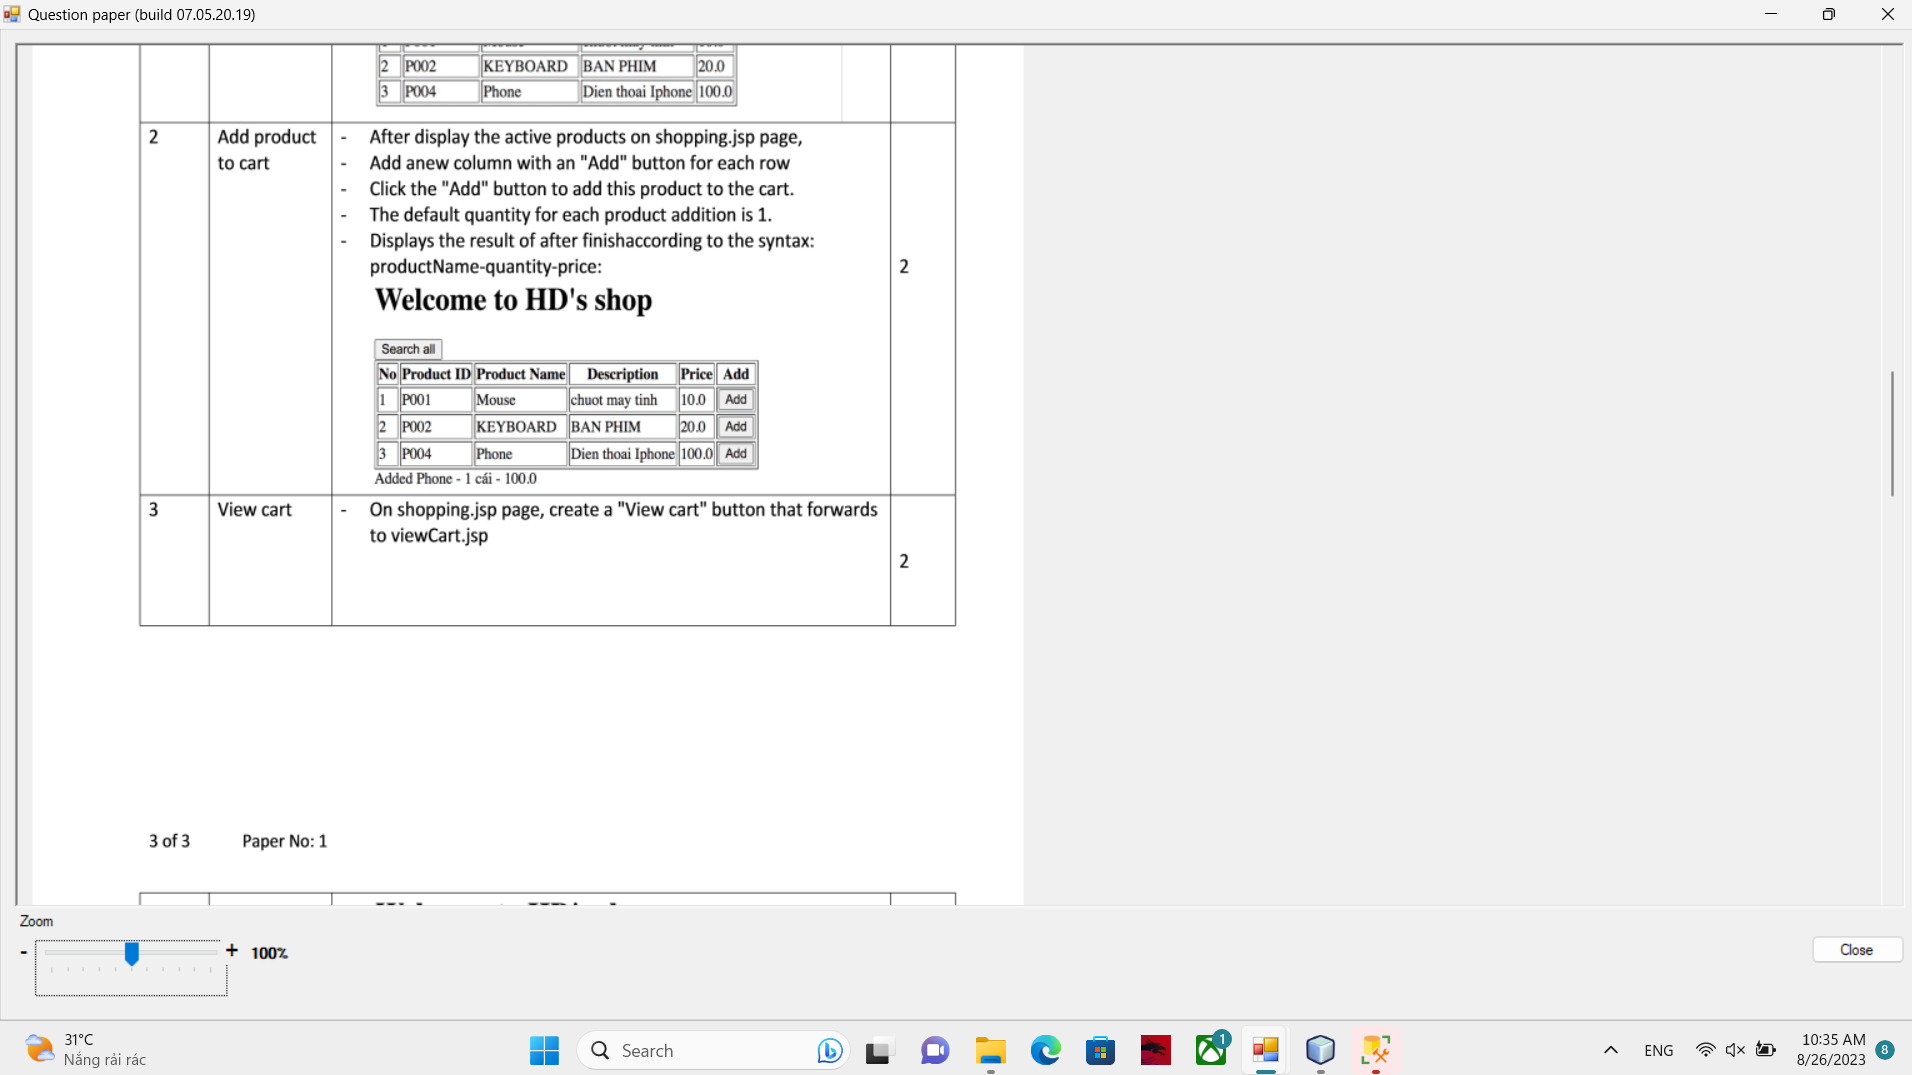 Question paper (build 07.05.20.19)
2 P002 KEYBOARD BAN PHIM 20.0
3 P004 Phone Dien thoai Iphone 100.0
2 Add product to cart
- After display the active products on shopping.jsp page,
- Add anew column with an "Add" button for each row
- Click the "Add" button to add this product to the cart.
- The default quantity for each product addition is 1.
- Displays the result of after finishaccording to the syntax:
productName-quantity-price:
2
Welcome to HD's shop
Search all
No Product ID Product Name Description Price Add
1 P001 Mouse chuot may tinh 10.0 Add
2 P002 KEYBOARD BAN PHIM 20.0 Add
3 P004 Phone Dien thoai Iphone 100.0 Add
Added Phone - 1 cái - 100.0
3 View cart
- On shopping.jsp page, create a "View cart" button that forwards
to viewCart.jsp
2
3 of 3 Paper No: 1
Zoom
- + 100%
Close
31°C
Nắng rải rác
Search
1
ENG
10:35 AM
8/26/2023
8